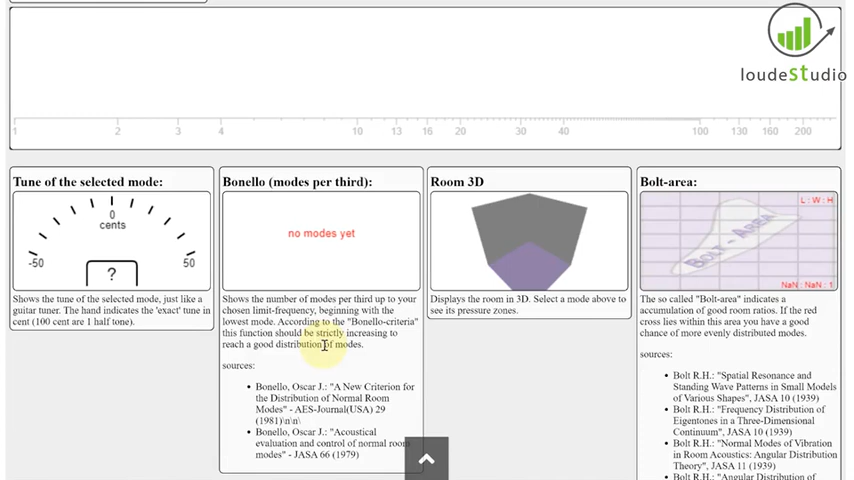 loudeStudio
1 2 3 4 10 13 16 20 30 40 100 130 160 200
Tune of the selected mode:
0
cents
-50
50
?
Shows the tune of the selected mode, just like a
guitar tuner. The hand indicates the 'exact' tune in
cent (100 cent are 1 half tone).
Bonello (modes per third):
no modes yet
Shows the number of modes per third up to your
chosen limit-frequency, beginning with the
lowest mode. According to the "Bonello-criteria"
this function should be strictly increasing to
reach a good distribution of modes.
sources:
Bonello, Oscar J.: "A New Criterion for
the Distribution of Normal Room
Modes" - AES-Journal(USA) 29
(1981)\n\n\
Bonello, Oscar J.: "Acoustical
evaluation and control of normal room
modes" - JASA 66 (1979)
Room 3D
Displays the room in 3D. Select a mode above to
see its pressure zones.
Bolt-area:
L : W : H
BOLT - AREA
NaN : NaN : 1
The so called "Bolt-area" indicates a
accumulation of good room ratios. If the red
cross lies within this area you have a good
chance of more evenly distributed modes.
sources:
Bolt R.H.: "Spatial Resonance and
Standing Wave Patterns in Small Models
of Various Shapes", JASA 10 (1939)
Bolt R.H.: "Frequency Distribution of
Eigentones in a Three-Dimensional
Continuum", JASA 10 (1939)
Bolt R.H.: "Normal Modes of Vibration
in Room Acoustics: Angular Distribution
Theory", JASA 11 (1939)
Bolt R.H.: "Angular Distribution of